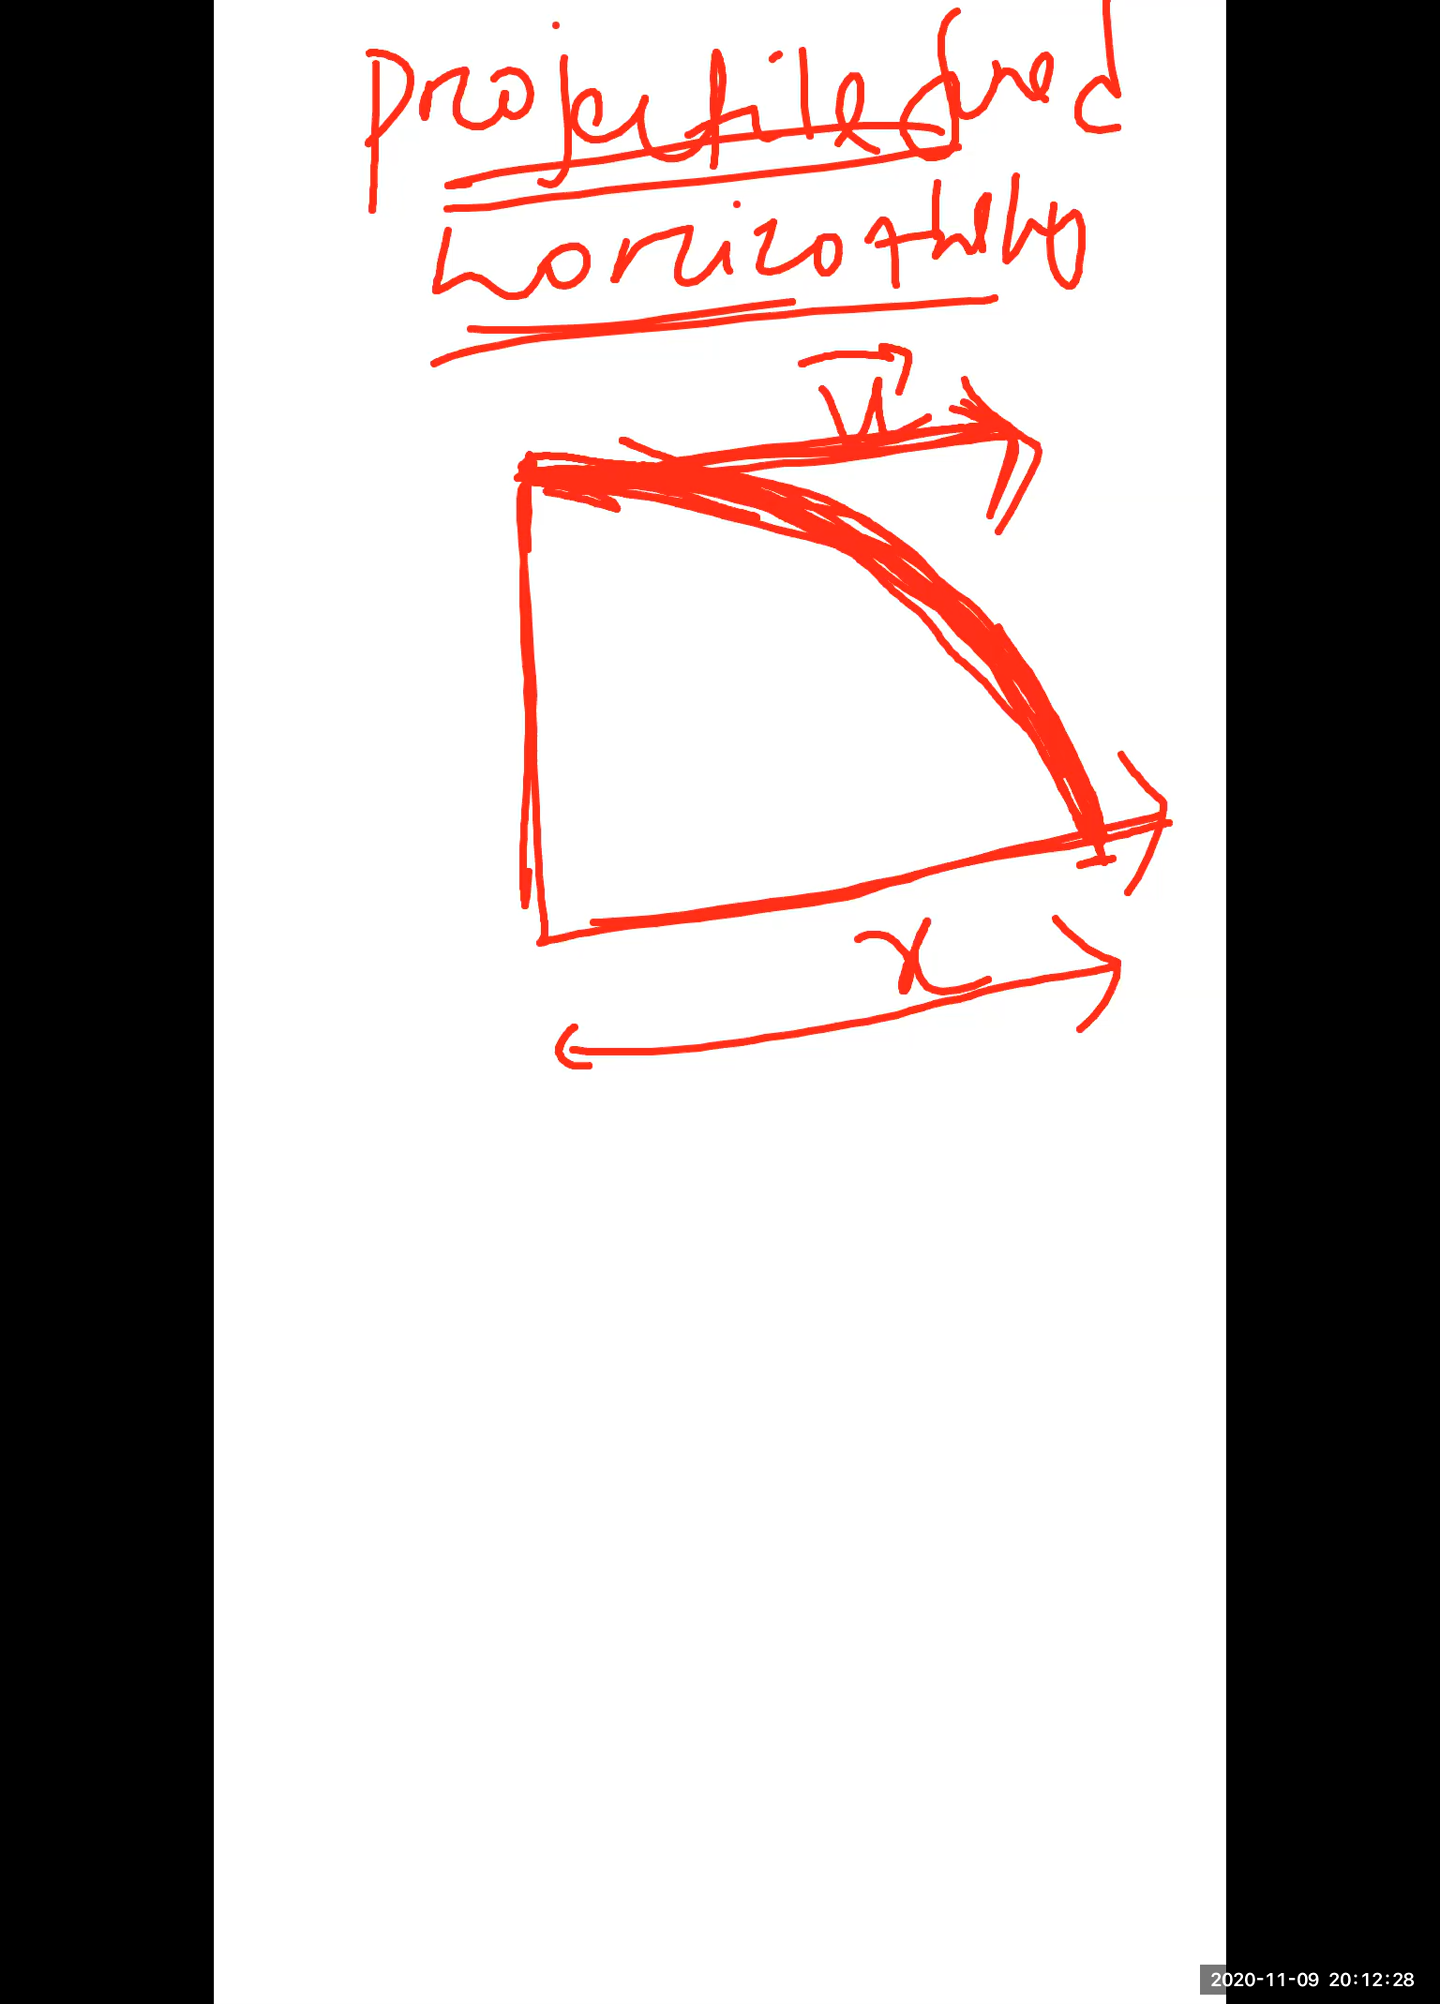 projectile fired
horizontally
u
x
2020-11-09 20:12:28